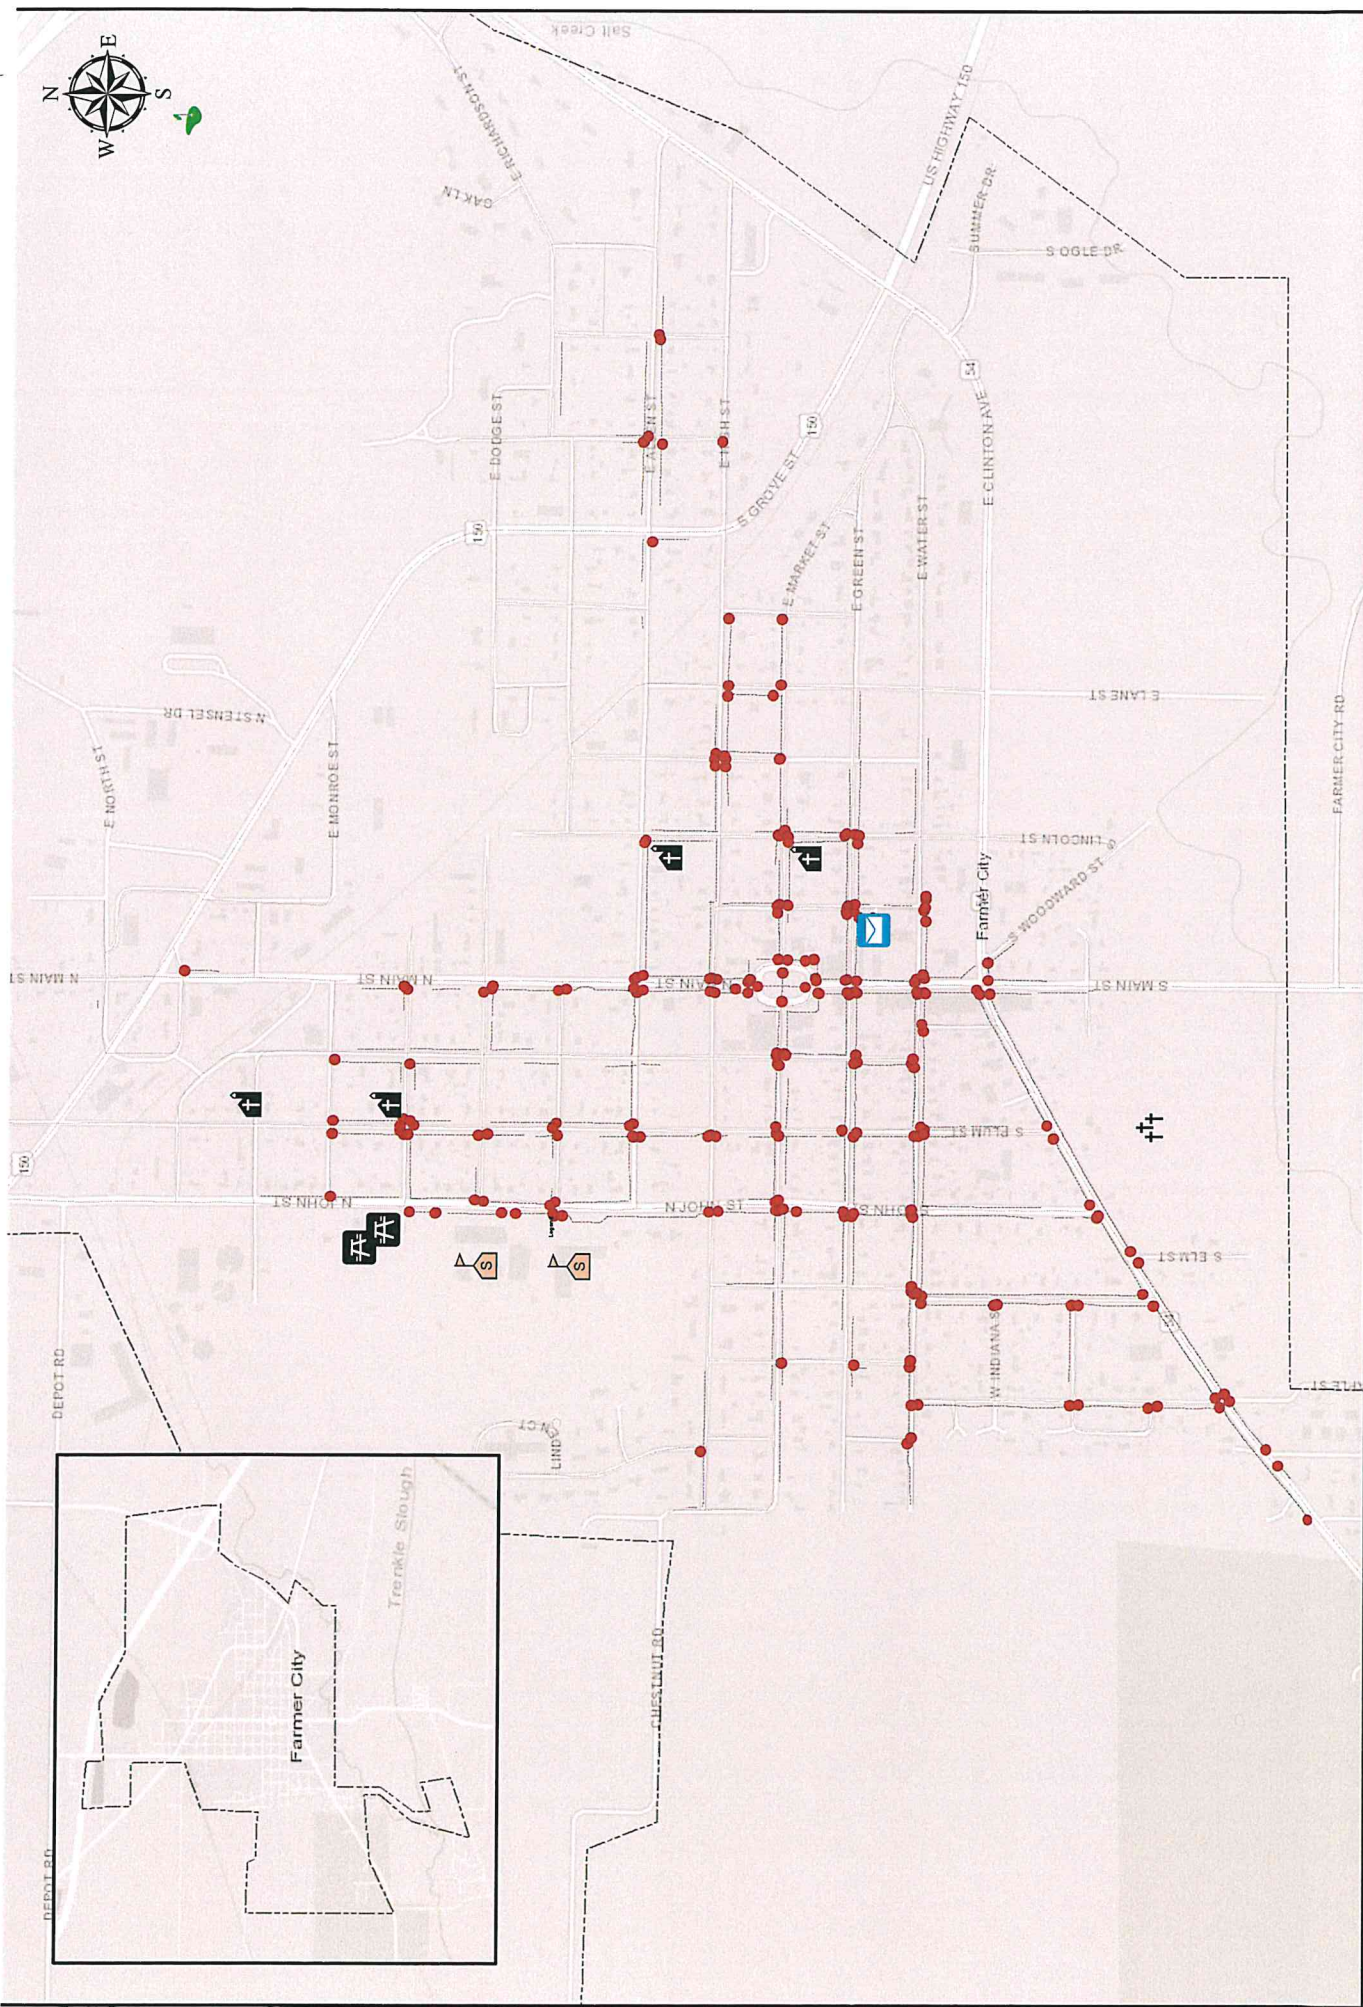 N
E
S
W
Salt Creek
E RICHARDSON ST
OAK LN
US HIGHWAY 150
SUMMER DR
S OGLE DR
E DODGE ST
E HIGH ST
150
S GROVE ST
150
E MARKET ST
E GREEN ST
E WATER ST
54
E CLINTON AVE
N STENSEL DR
E NORTH ST
E MONROE ST
E LANE ST
FARMER CITY RD
LINCOLN ST
S WOODWARD ST
Farmer City
N MAIN ST
N MAIN ST
S MAIN ST
150
N JOHN ST
N JOHN ST
S JOHN ST
S PLUM ST
S ELM ST
S
S
W INDIANA S
DEPOT RD
LINDEN CT
CHESTNUT RD
DEPOT RD
Farmer City
Trenkle Slough